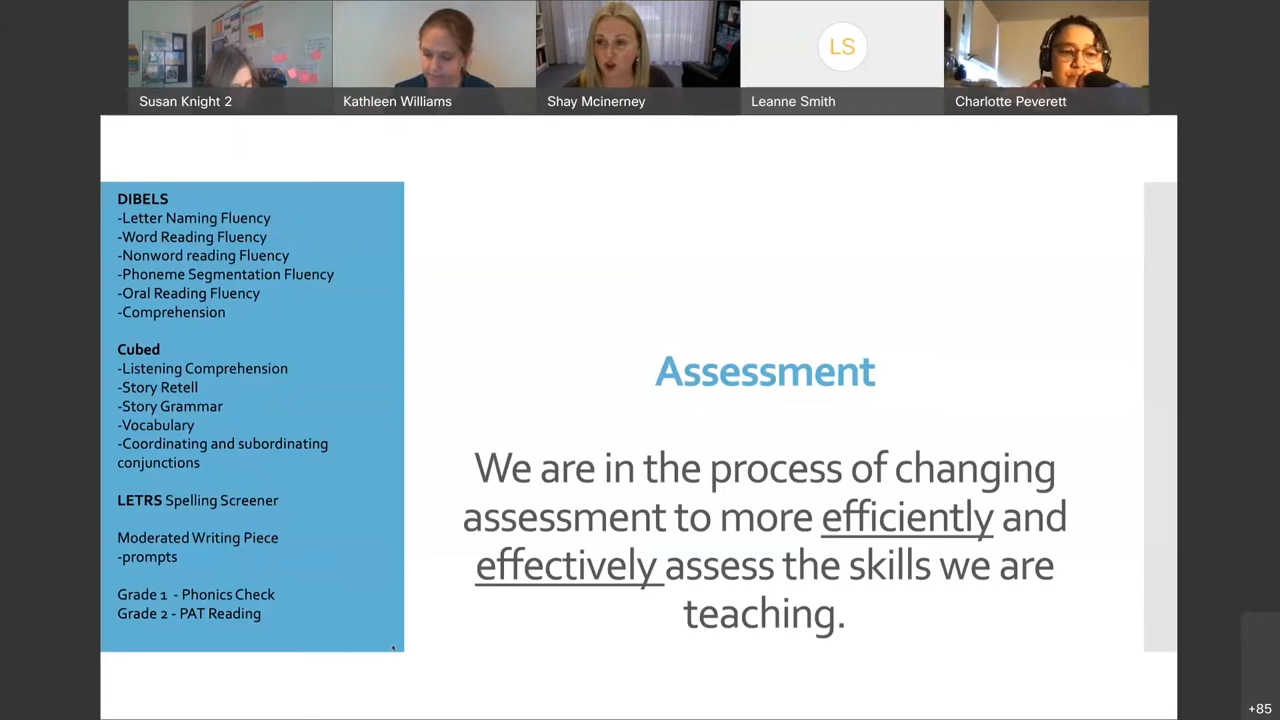 LS
Susan Knight 2
Kathleen Williams
Shay Mcinerney
Leanne Smith
Charlotte Peverett
DIBELS
-Letter Naming Fluency
-Word Reading Fluency
-Nonword reading Fluency
-Phoneme Segmentation Fluency
-Oral Reading Fluency
-Comprehension
Cubed
-Listening Comprehension
-Story Retell
-Story Grammar
-Vocabulary
-Coordinating and subordinating
conjunctions
LETRS Spelling Screener
Moderated Writing Piece
-prompts
Grade 1 - Phonics Check
Grade 2 - PAT Reading
Assessment
We are in the process of changing
assessment to more efficiently and
effectively assess the skills we are
teaching.
+85